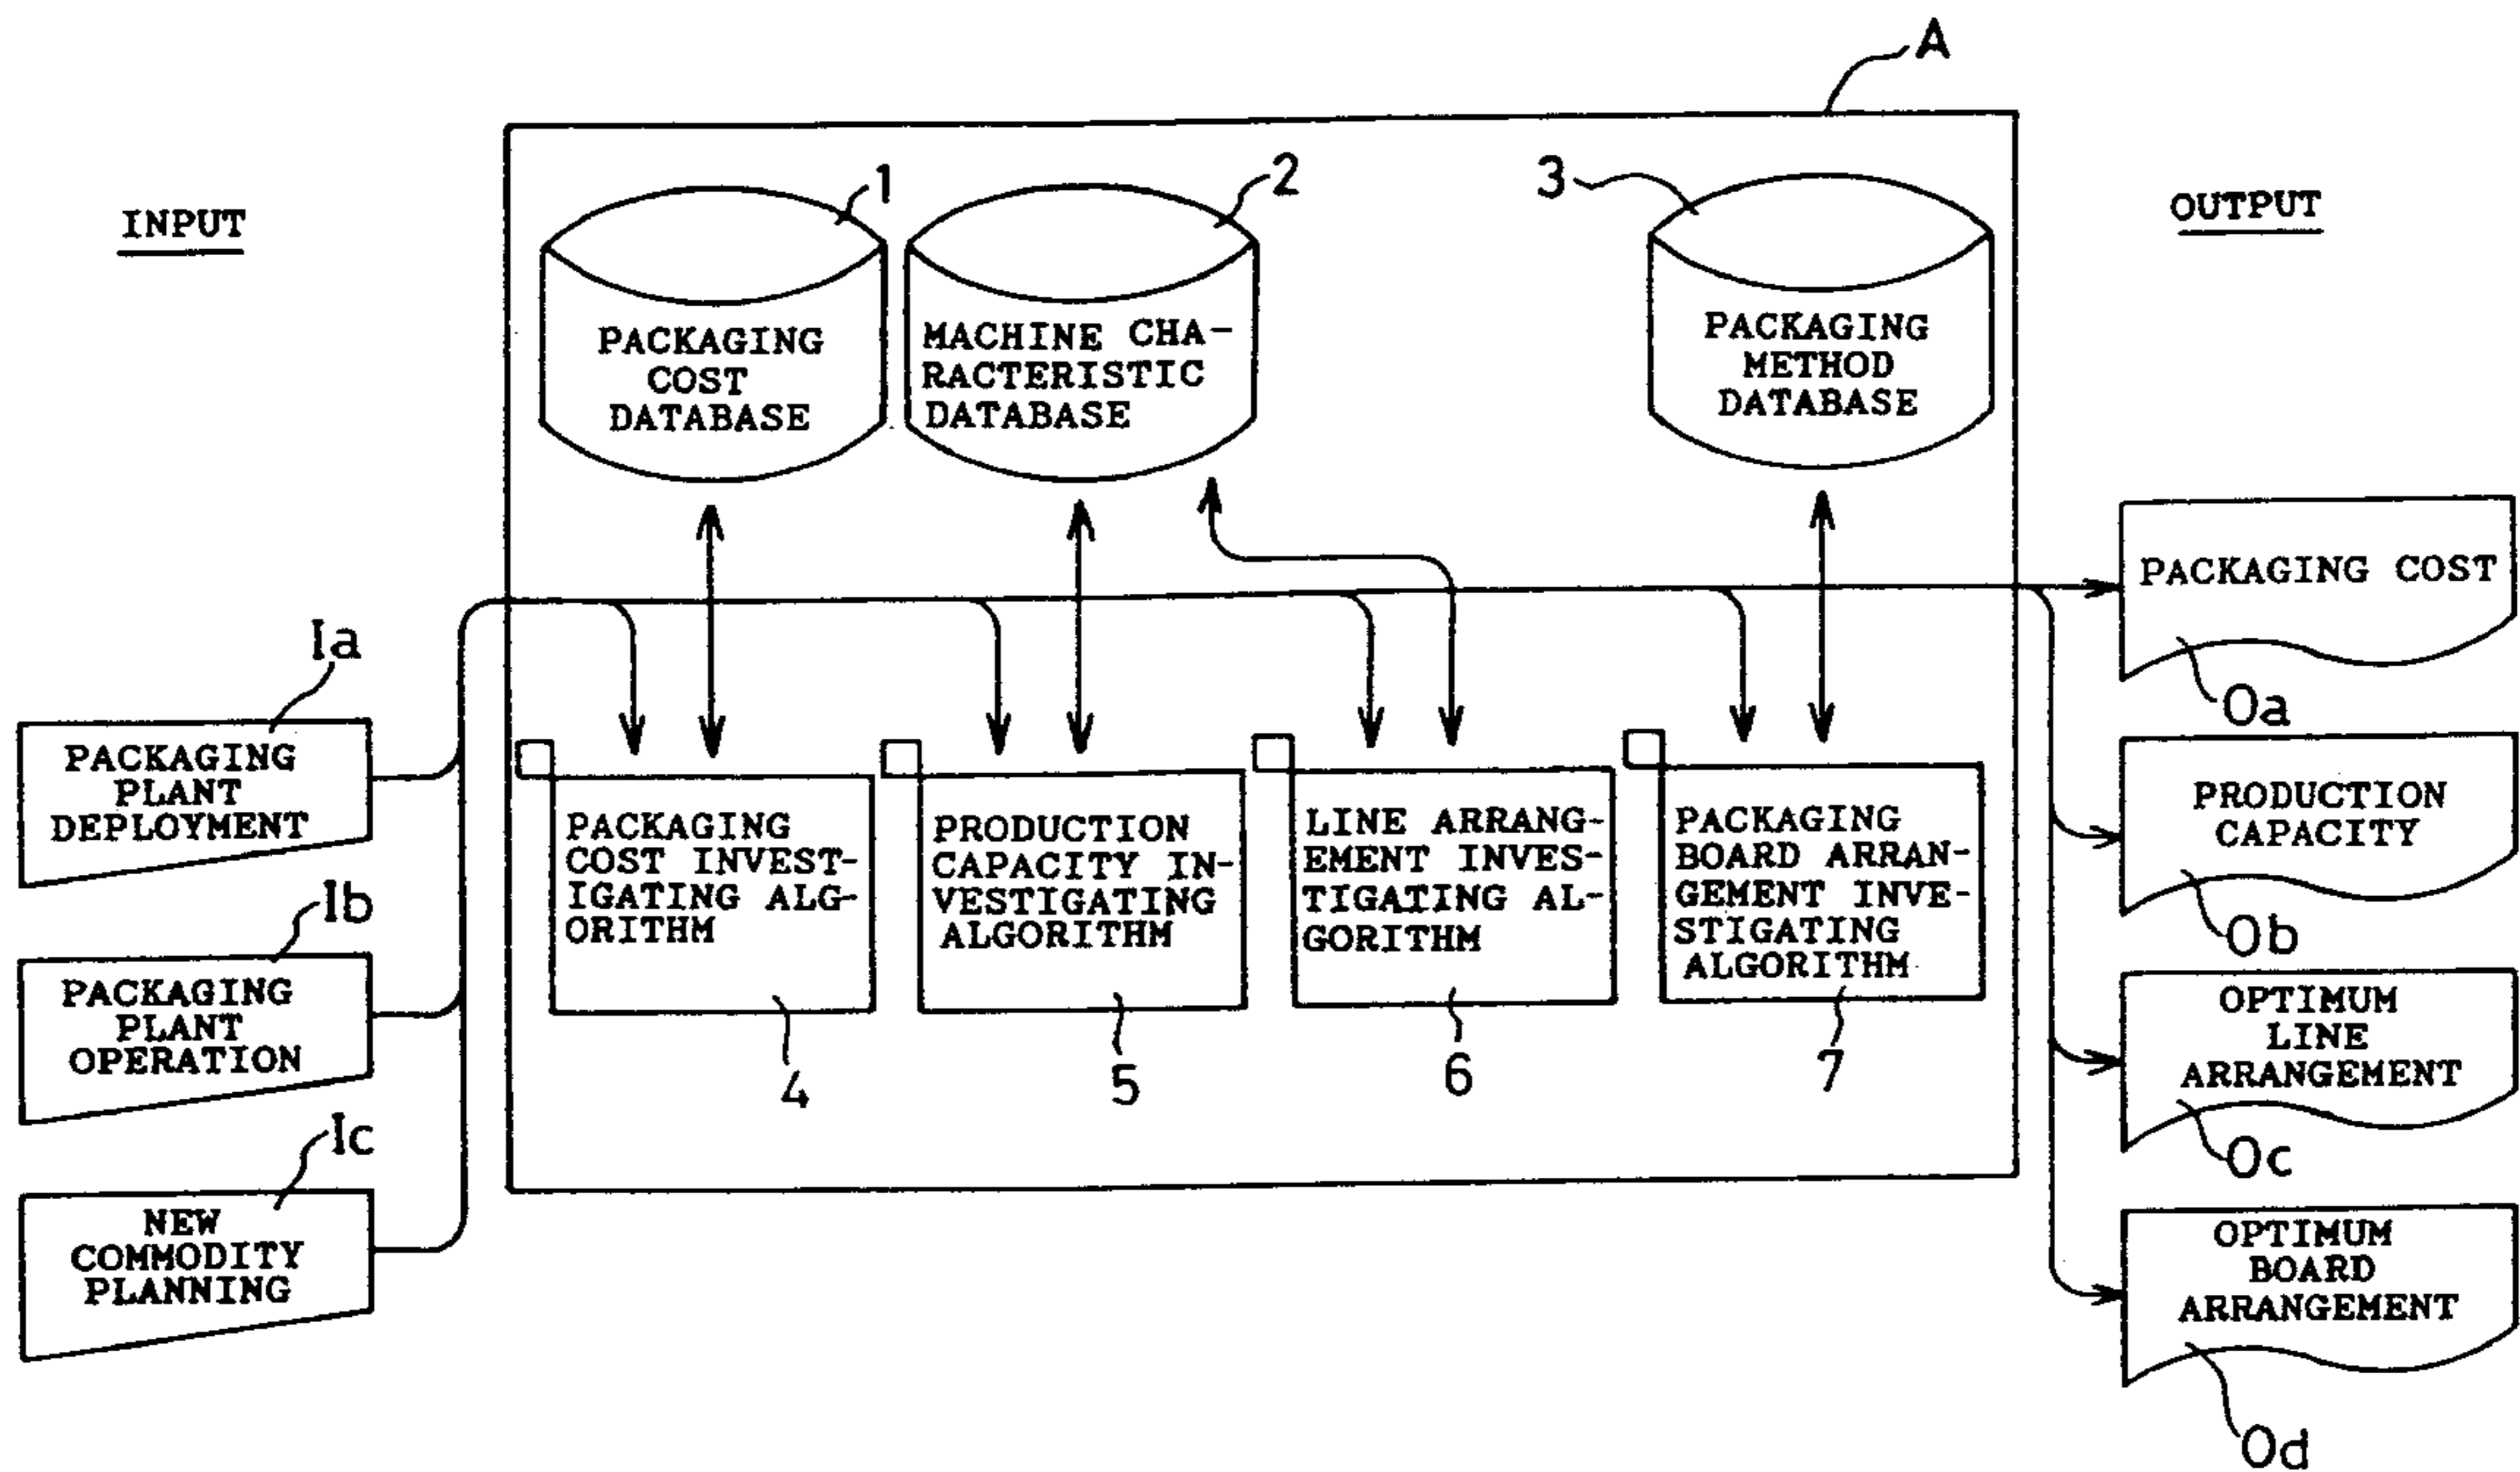 A
INPUT
OUTPUT
1
2
3
PACKAGING
COST
DATABASE
MACHINE CHA-
RACTERISTIC
DATABASE
PACKAGING
METHOD
DATABASE
Ia
PACKAGING
PLANT
DEPLOYMENT
Ib
PACKAGING
PLANT
OPERATION
Ic
NEW
COMMODITY
PLANNING
PACKAGING
COST INVEST-
IGATING ALG-
ORITHM
4
PRODUCTION
CAPACITY IN-
VESTIGATING
ALGORITHM
5
LINE ARRANG-
EMENT INVES-
TIGATING AL-
GORITHM
6
PACKAGING
BOARD ARRAN-
GEMENT INVE-
STIGATING
ALGORITHM
7
PACKAGING COST
Oa
PRODUCTION
CAPACITY
Ob
OPTIMUM
LINE
ARRANGEMENT
Oc
OPTIMUM
BOARD
ARRANGEMENT
Od